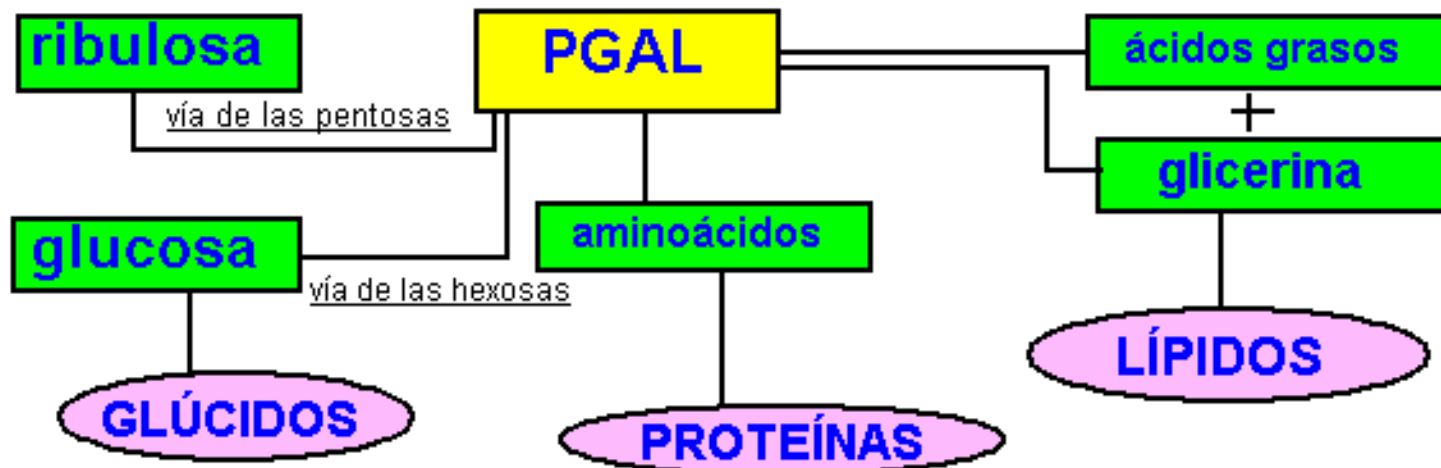 ribulosa
PGAL
ácidos grasos
vía de las pentosas
+
glicerina
glucosa
aminoácidos
vía de las hexosas
LÍPIDOS
GLÚCIDOS
PROTEÍNAS